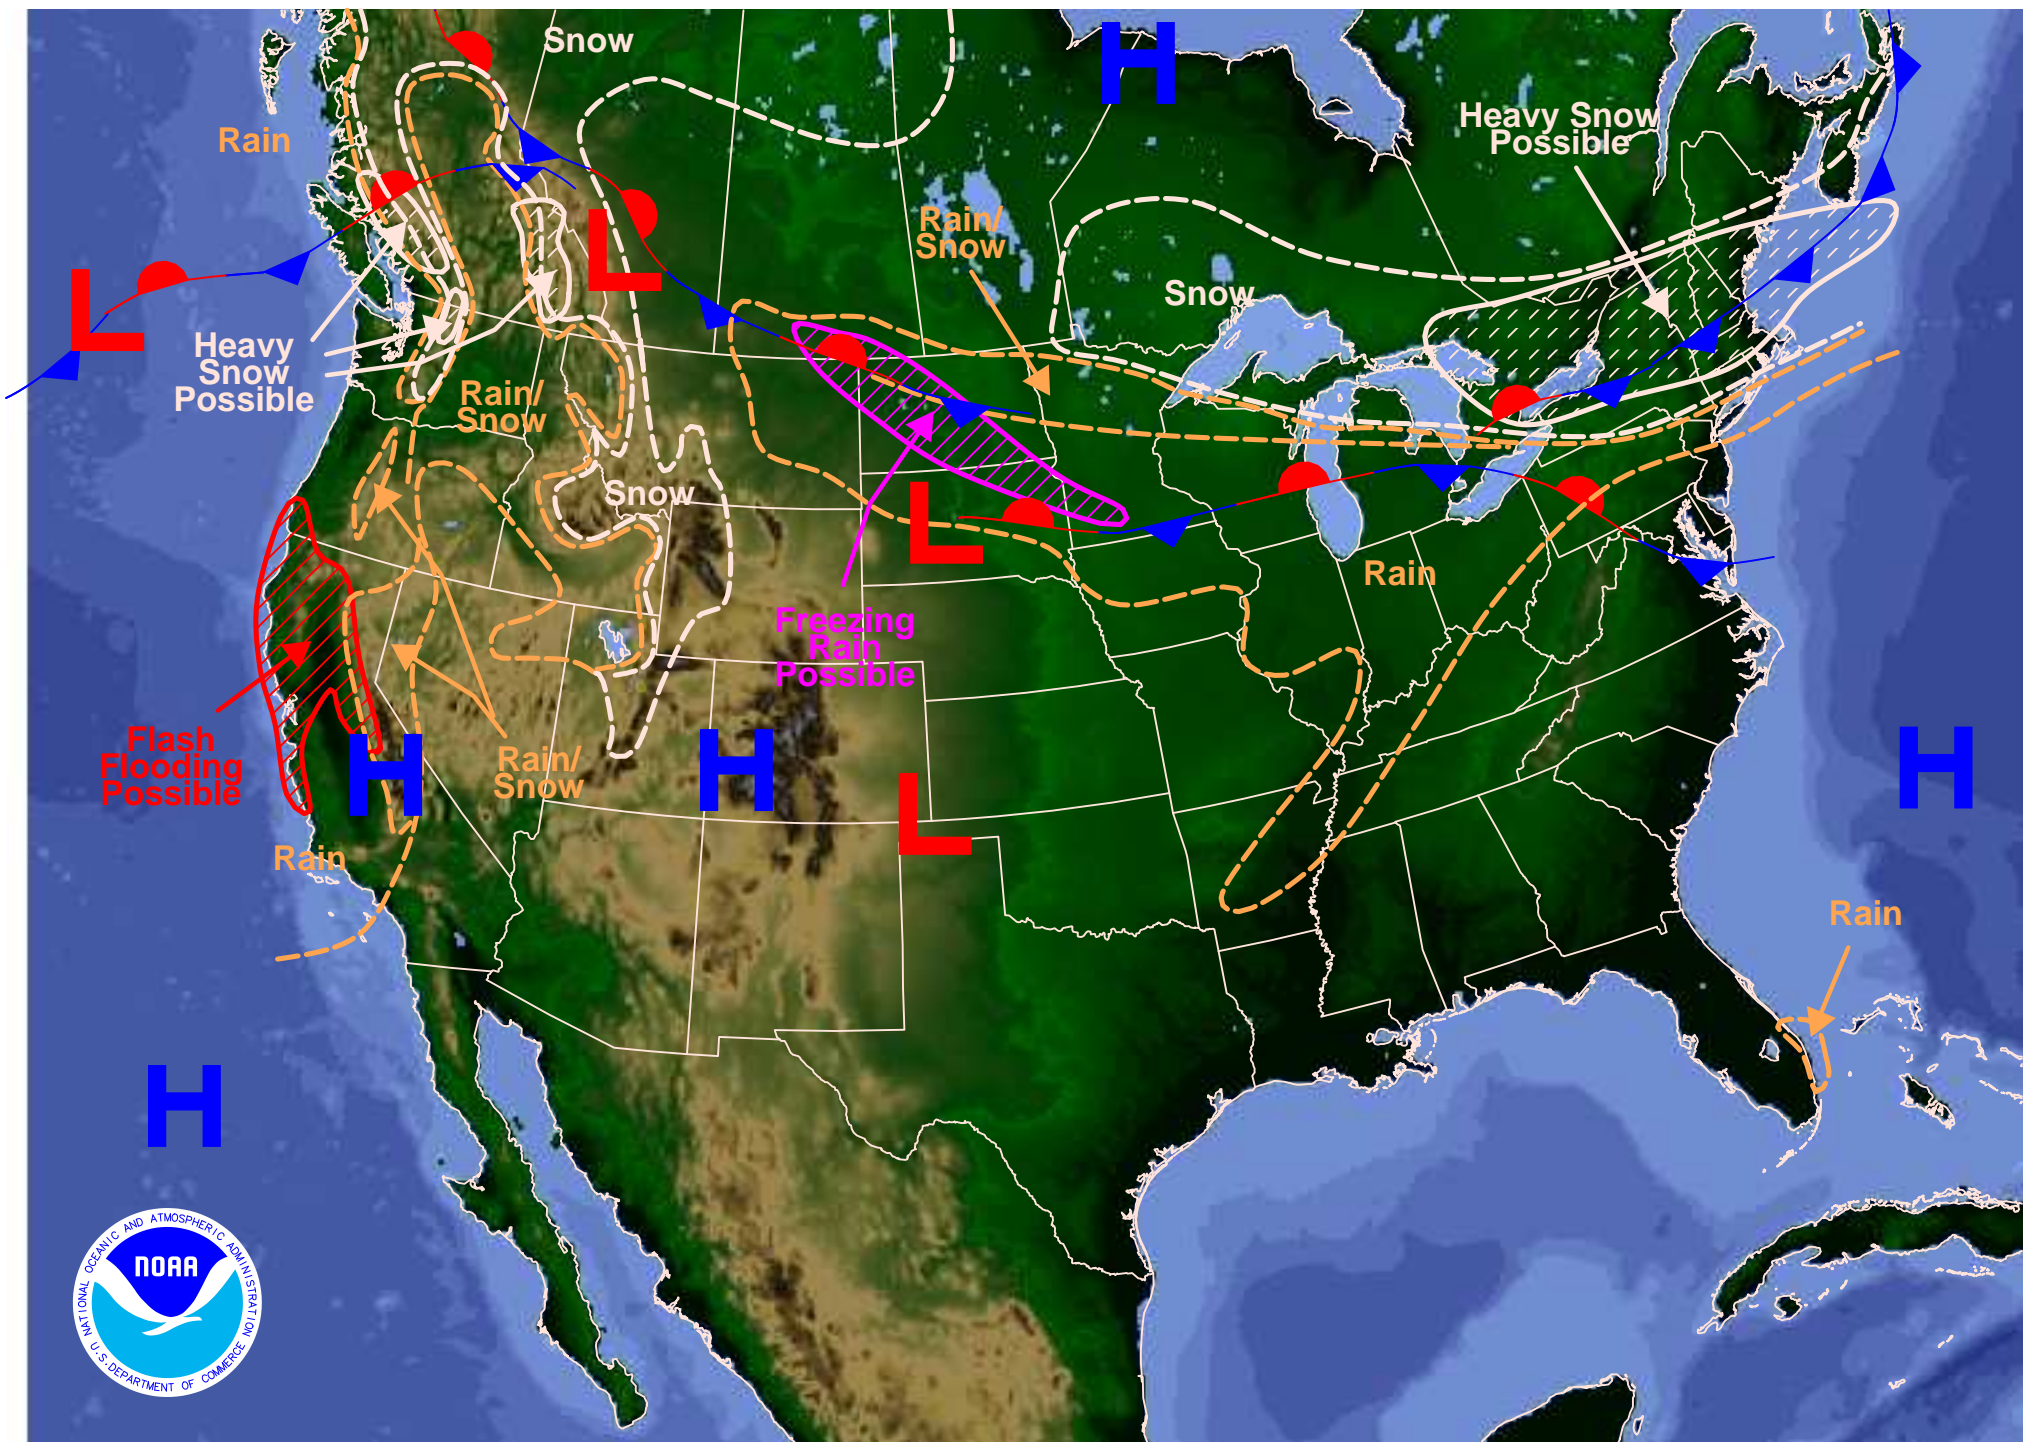 Snow
H
Heavy Snow
Possible
Rain
Rain/
Snow
L
L
Snow
Heavy
Snow
Possible
Rain/
Snow
Snow
L
Rain
Freezing
Rain
Possible
Flash
Flooding
Possible
H
Rain/
Snow
H
L
H
Rain
Rain
H
NATIONAL OCEANIC AND ATMOSPHERIC ADMINISTRATION
NOAA
U.S. DEPARTMENT OF COMMERCE